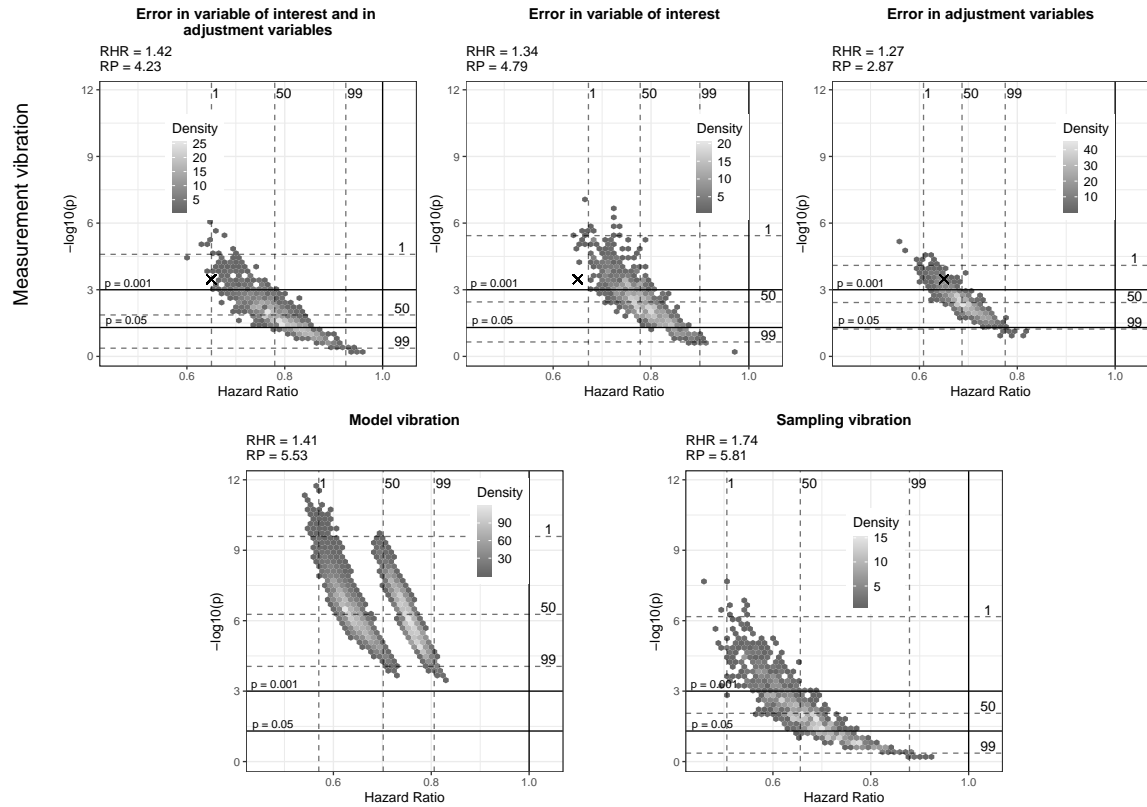 Measurement vibration
Error in variable of interest and in
adjustment variables
RHR = 1.42
RP = 4.23
1
50
99
12
9
6
3
0
−log10(p)
Density
25
20
15
10
5
1
p = 0.001
50
p = 0.05
99
0.6
0.8
1.0
Hazard Ratio
Error in variable of interest
RHR = 1.34
RP = 4.79
1
50
99
12
9
6
3
0
−log10(p)
Density
20
15
10
5
1
p = 0.001
50
p = 0.05
99
0.6
0.8
1.0
Hazard Ratio
Error in adjustment variables
RHR = 1.27
RP = 2.87
1
50
99
12
9
6
3
0
−log10(p)
Density
40
30
20
10
1
p = 0.001
50
p = 0.05
99
0.6
0.8
1.0
Hazard Ratio
Model vibration
RHR = 1.41
RP = 5.53
1
50
99
12
9
6
3
0
−log10(p)
Density
90
60
30
1
50
99
p = 0.001
p = 0.05
0.6
0.8
1.0
Hazard Ratio
Sampling vibration
RHR = 1.74
RP = 5.81
1
50
99
12
9
6
3
0
−log10(p)
Density
15
10
5
1
p = 0.001
50
p = 0.05
99
0.6
0.8
1.0
Hazard Ratio